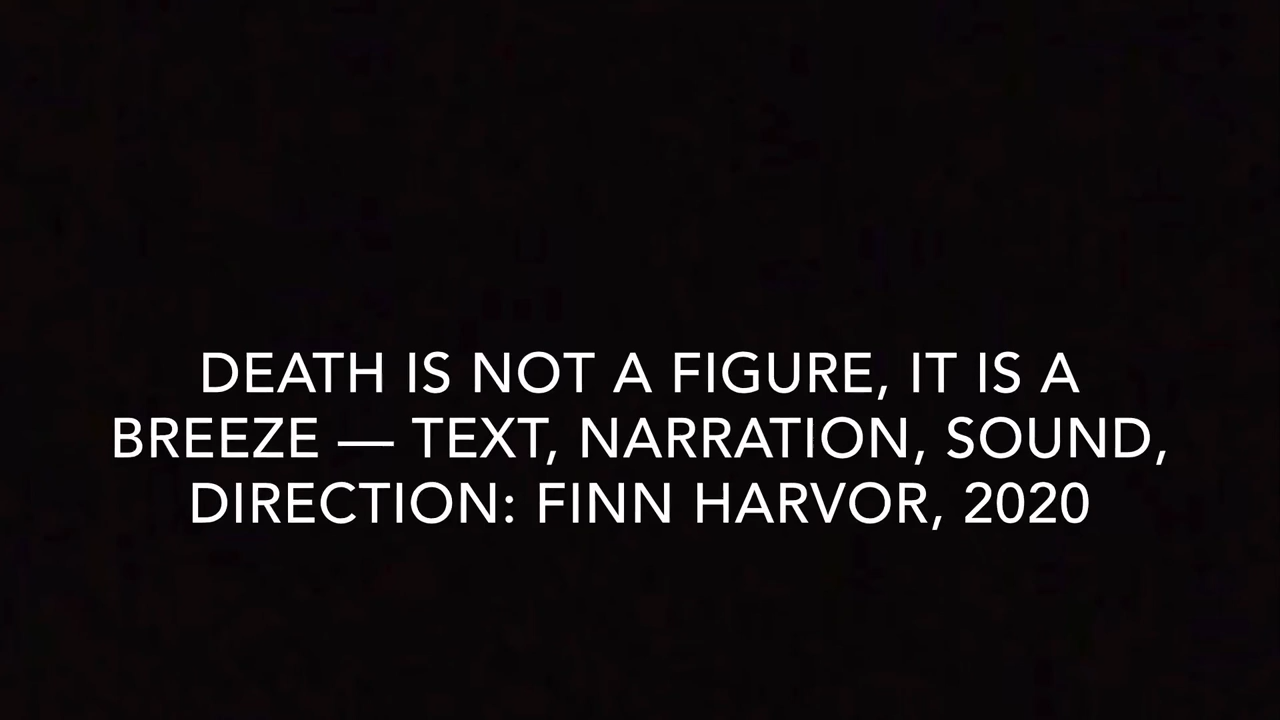 DEATH IS NOT A FIGURE, IT IS A
BREEZE — TEXT, NARRATION, SOUND,
DIRECTION: FINN HARVOR, 2020